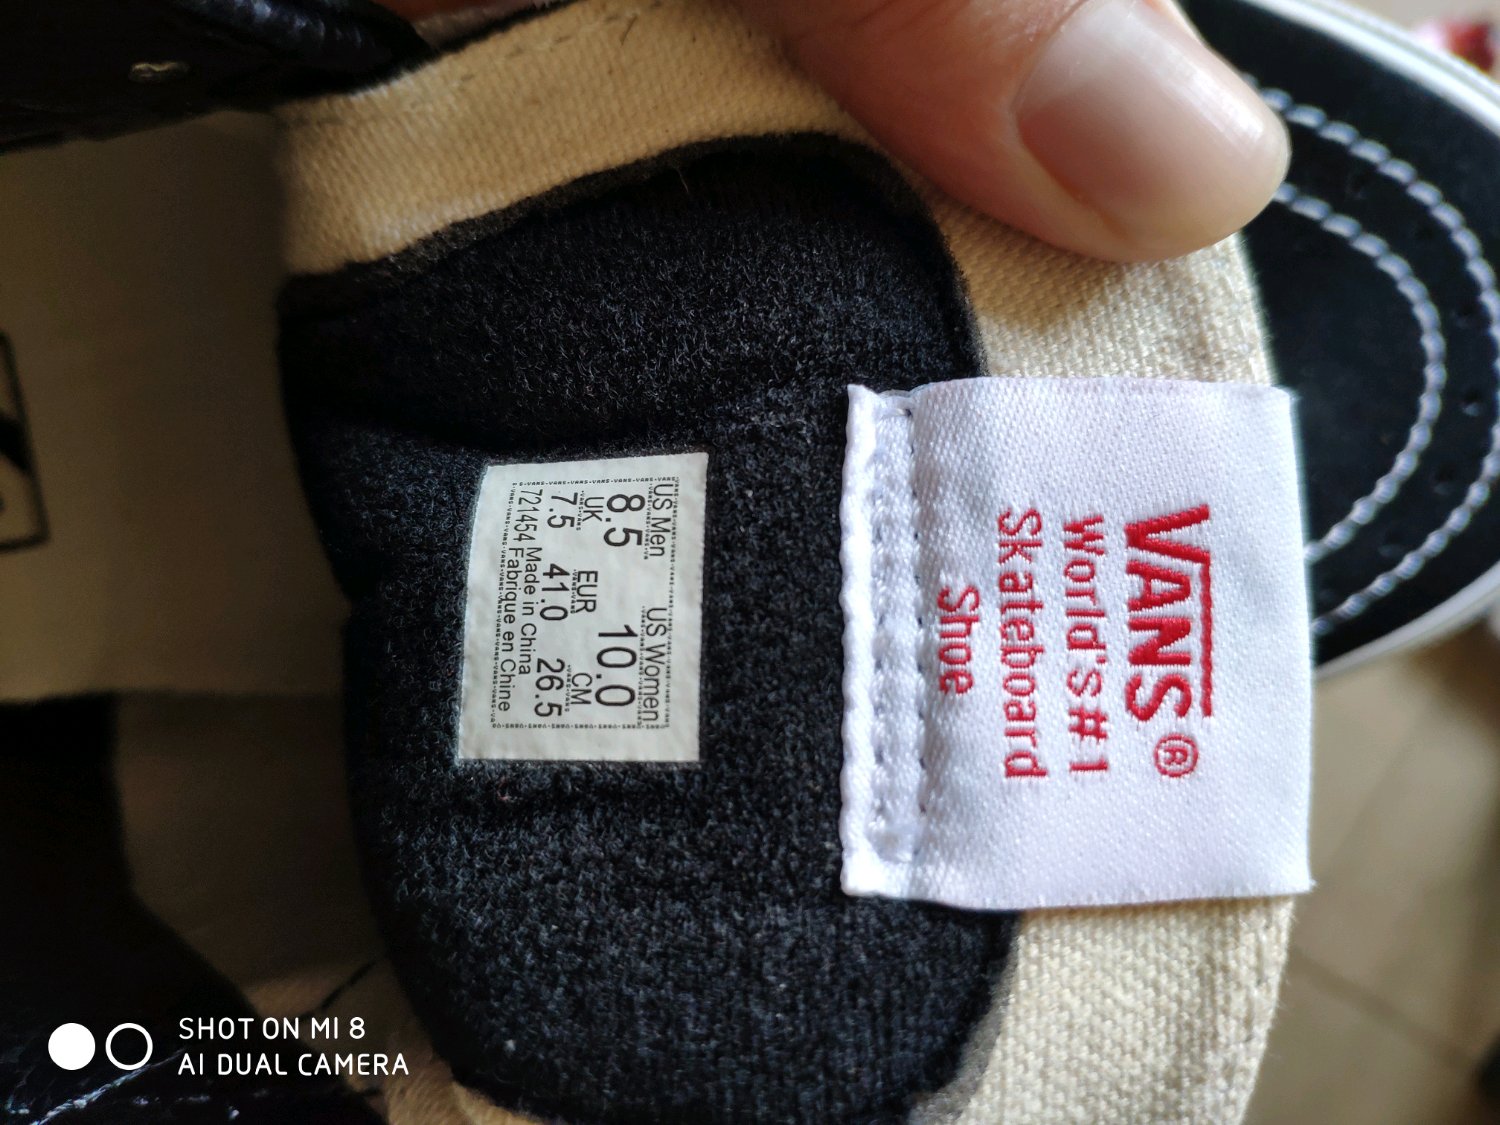 US Men US Women
8.5 10.0
UK EUR CM
7.5 41.0 26.5
721454 Made in China
Fabrique en Chine
VANS®
World'S #1
Skateboard
Shoe
SHOT ON MI 8
AI DUAL CAMERA